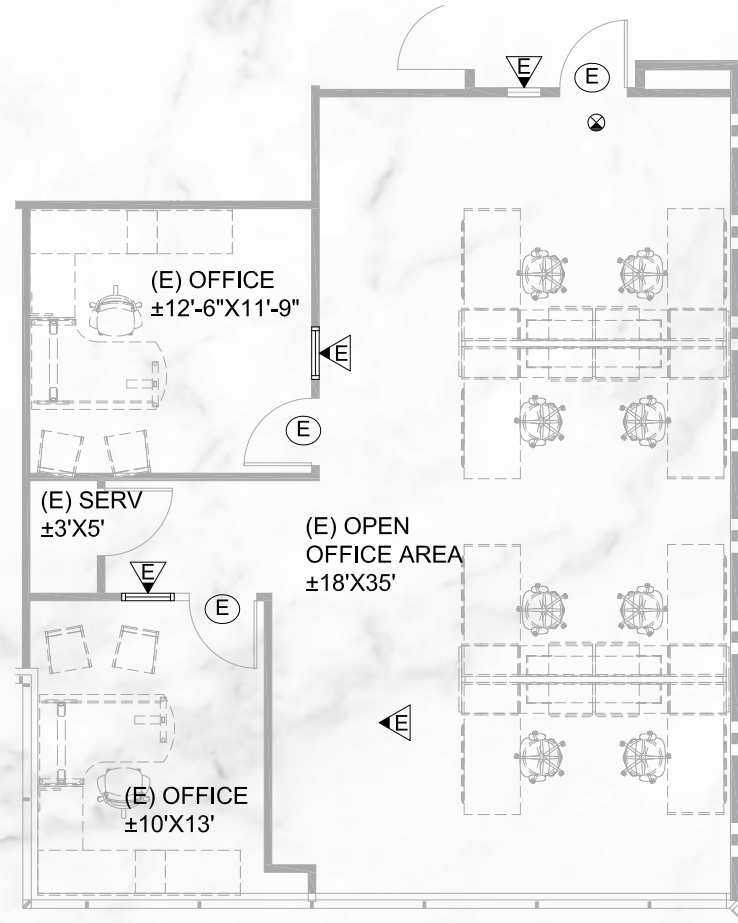 E
E
(E) OFFICE
±12'-6"X11'-9"
E
E
(E) SERV
±3'X5'
(E) OPEN
OFFICE AREA
±18'X35'
E
E
E
(E) OFFICE
±10'X13'